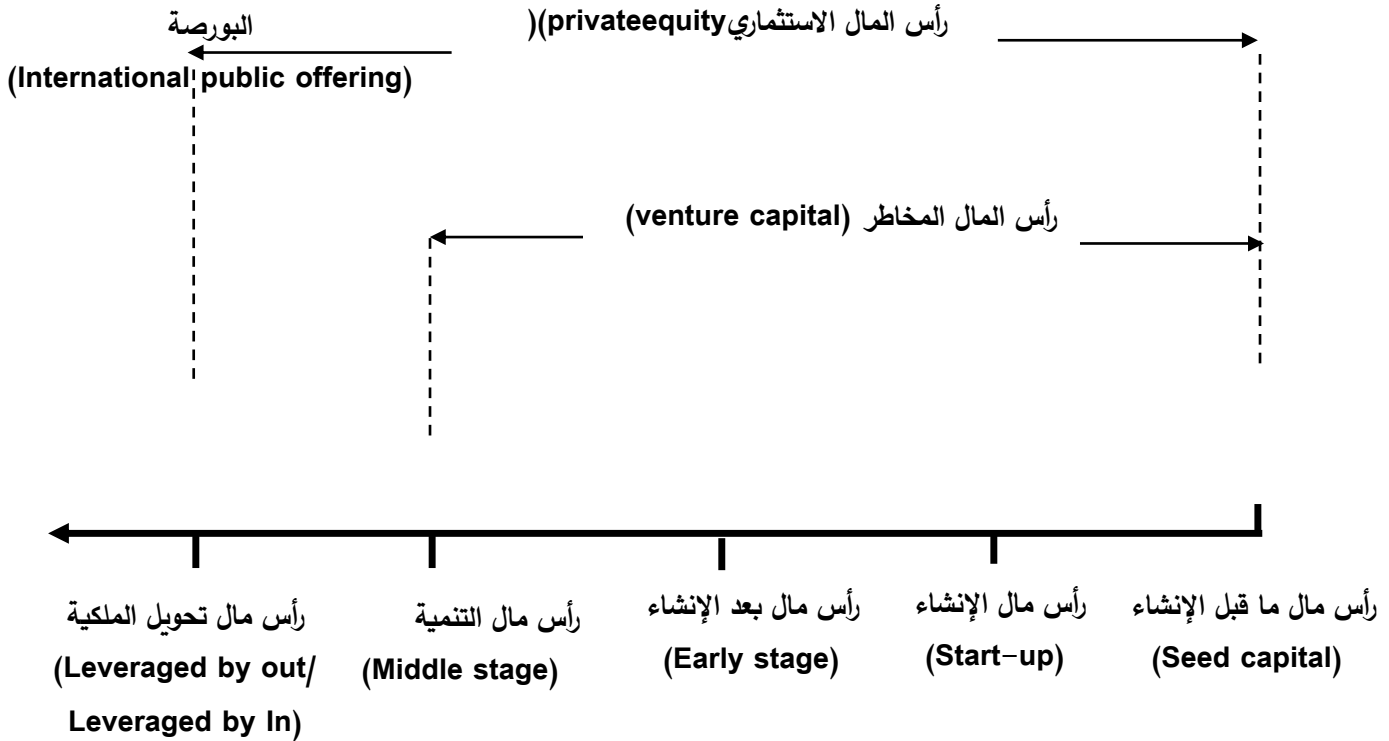 رأس المال الاستثماري privateequity)(
البورصة
(International public offering)
رأس المال المخاطر (venture capital)
رأس مال ما قبل الإنشاء
(Seed capital)
رأس مال الإنشاء
(Start-up)
رأس مال بعد الإنشاء
(Early stage)
رأس مال التنمية
(Middle stage)
رأس مال تحويل الملكية
(Leveraged by out/
Leveraged by In)